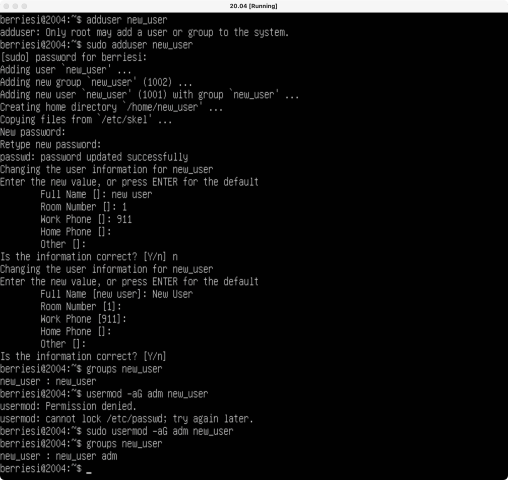 20.04 [Running]
berriesi@2004:~$ adduser new_user
adduser: Only root may add a user or group to the system.
berriesi@2004:~$ sudo adduser new_user
[sudo] password for berriesi:
Adding user `new_user' ...
Adding new group `new_user' (1002) ...
Adding new user `new_user' (1001) with group `new_user' ...
Creating home directory `/home/new_user' ...
Copying files from `/etc/skel' ...
New password:
Retype new password:
passwd: password updated successfully
Changing the user information for new_user
Enter the new value, or press ENTER for the default
        Full Name []: new user
        Room Number []: 1
        Work Phone []: 911
        Home Phone []:
        Other []:
Is the information correct? [Y/n] n
Changing the user information for new_user
Enter the new value, or press ENTER for the default
        Full Name [new user]: New User
        Room Number [1]:
        Work Phone [911]:
        Home Phone []:
        Other []:
Is the information correct? [Y/n]
berriesi@2004:~$ groups new_user
new_user : new_user
berriesi@2004:~$ usermod -aG adm new_user
usermod: Permission denied.
usermod: cannot lock /etc/passwd; try again later.
berriesi@2004:~$ sudo usermod -aG adm new_user
berriesi@2004:~$ groups new_user
new_user : new_user adm
berriesi@2004:~$ _